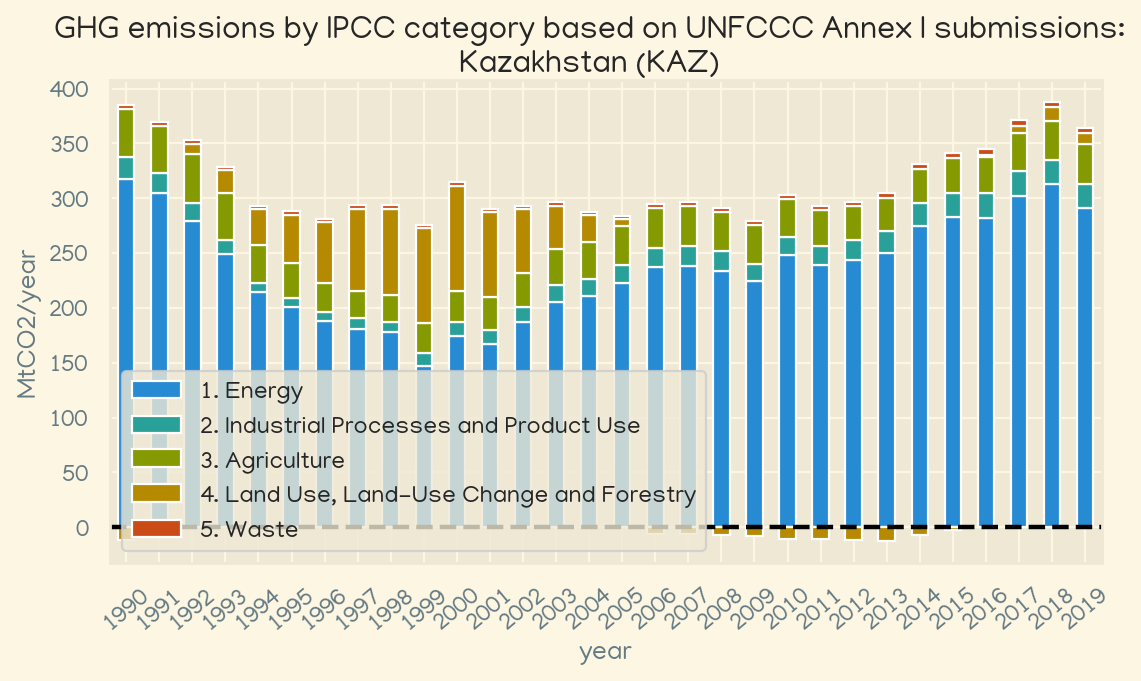 GHG emissions by IPCC category based on UNFCCC Annex I submissions:
Kazakhstan (KAZ)
MtCO2/year
400
350
300
250
200
150
100
50
0
1. Energy
2. Industrial Processes and Product Use
3. Agriculture
4. Land Use, Land-Use Change and Forestry
5. Waste
1990 1991 1992 1993 1994 1995 1996 1997 1998 1999 2000 2001 2002 2003 2004 2005 2006 2007 2008 2009 2010 2011 2012 2013 2014 2015 2016 2017 2018 2019
year